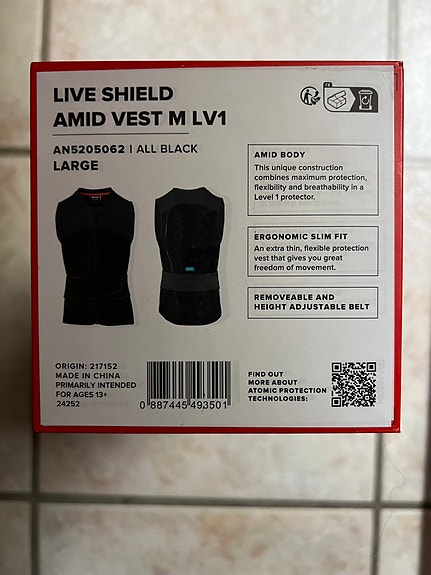 LIVE SHIELD
AMID VEST M LV1
AN5205062 | ALL BLACK
LARGE
AMID BODY
This unique construction
combines maximum protection,
flexibility and breathability in a
Level 1 protector.
ERGONOMIC SLIM FIT
An extra thin, flexible protection
vest that gives you great
freedom of movement.
REMOVEABLE AND
HEIGHT ADJUSTABLE BELT
ORIGIN: 217152
MADE IN CHINA
PRIMARILY INTENDED
FOR AGES 13+
24252
0 887445 493501
FIND OUT
MORE ABOUT
ATOMIC PROTECTION
TECHNOLOGIES: